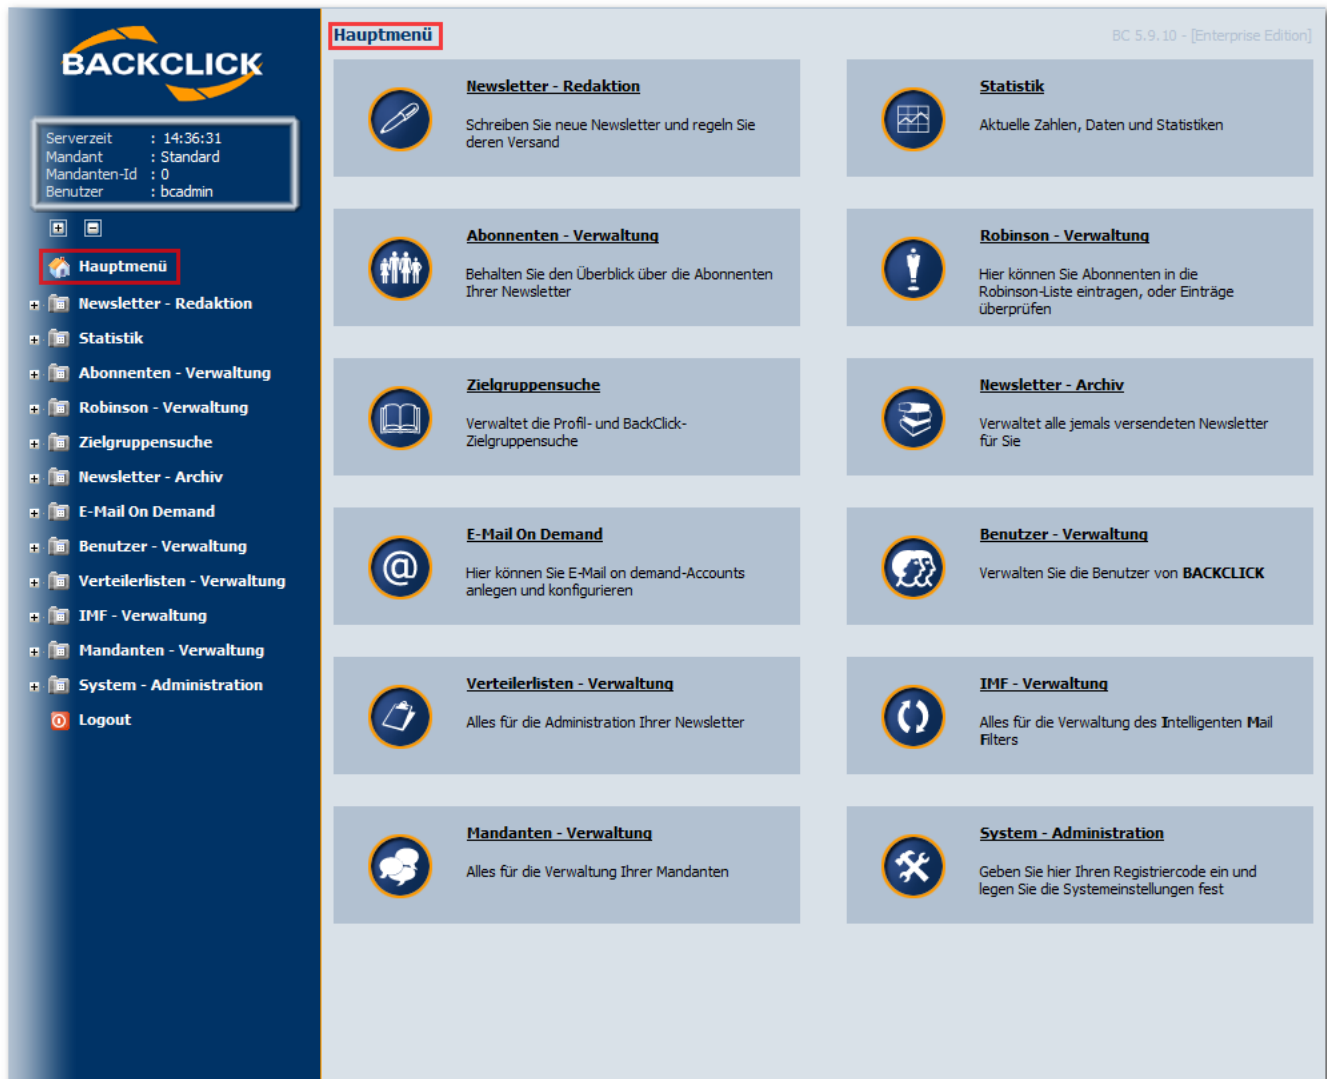 BACKCLICK
Serverzeit : 14:36:31
Mandant : Standard
Mandanten-Id : 0
Benutzer : bcadmin
Hauptmenü
Newsletter - Redaktion
Statistik
Abonnenten - Verwaltung
Robinson - Verwaltung
Zielgruppensuche
Newsletter - Archiv
E-Mail On Demand
Benutzer - Verwaltung
Verteilerlisten - Verwaltung
IMF - Verwaltung
Mandanten - Verwaltung
System - Administration
Logout
Hauptmenü
BC 5.9.10 - [Enterprise Edition]
Newsletter - Redaktion
Schreiben Sie neue Newsletter und regeln Sie
deren Versand
Statistik
Aktuelle Zahlen, Daten und Statistiken
Abonnenten - Verwaltung
Behalten Sie den Überblick über die Abonnenten
Ihrer Newsletter
Robinson - Verwaltung
Hier können Sie Abonnenten in die
Robinson-Liste eintragen, oder Einträge
überprüfen
Zielgruppensuche
Verwaltet die Profil- und BackClick-
Zielgruppensuche
Newsletter - Archiv
Verwaltet alle jemals versendeten Newsletter
für Sie
E-Mail On Demand
Hier können Sie E-Mail on demand-Accounts
anlegen und konfigurieren
Benutzer - Verwaltung
Verwalten Sie die Benutzer von BACKCLICK
Verteilerlisten - Verwaltung
Alles für die Administration Ihrer Newsletter
IMF - Verwaltung
Alles für die Verwaltung des Intelligenten Mail
Filters
Mandanten - Verwaltung
Alles für die Verwaltung Ihrer Mandanten
System - Administration
Geben Sie hier Ihren Registriercode ein und
legen Sie die Systemeinstellungen fest